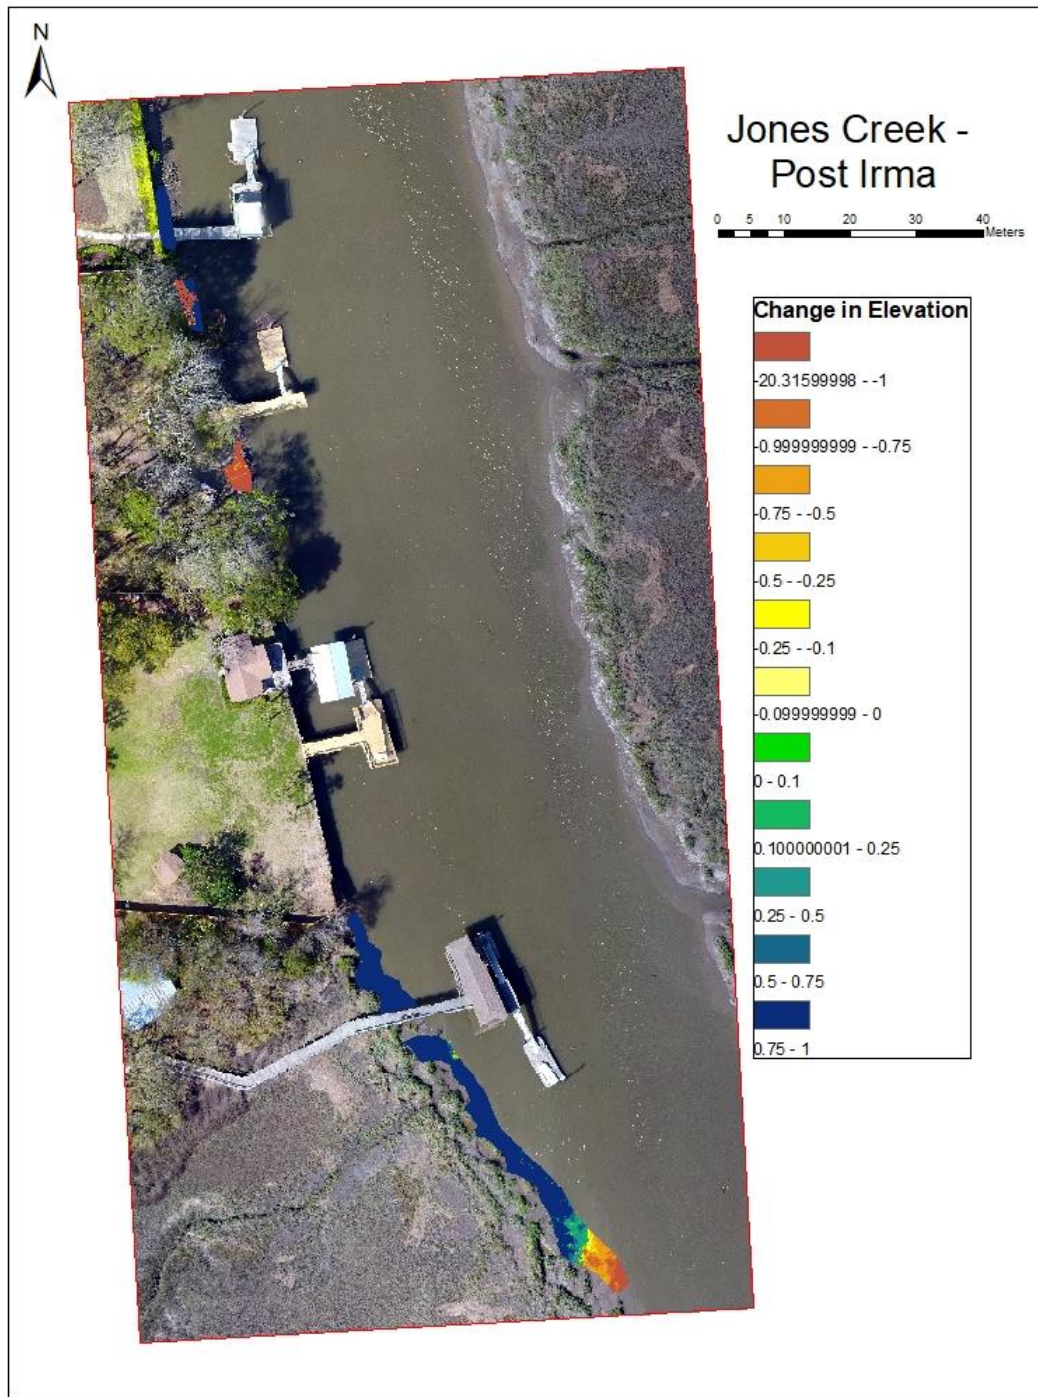 N
Jones Creek -
Post Irma
0 5 10 20 30 40
Meters
Change in Elevation
-20.31599998 - -1
-0.999999999 - -0.75
-0.75 - -0.5
-0.5 - -0.25
-0.25 - -0.1
-0.099999999 - 0
0 - 0.1
0.100000001 - 0.25
0.25 - 0.5
0.5 - 0.75
0.75 - 1